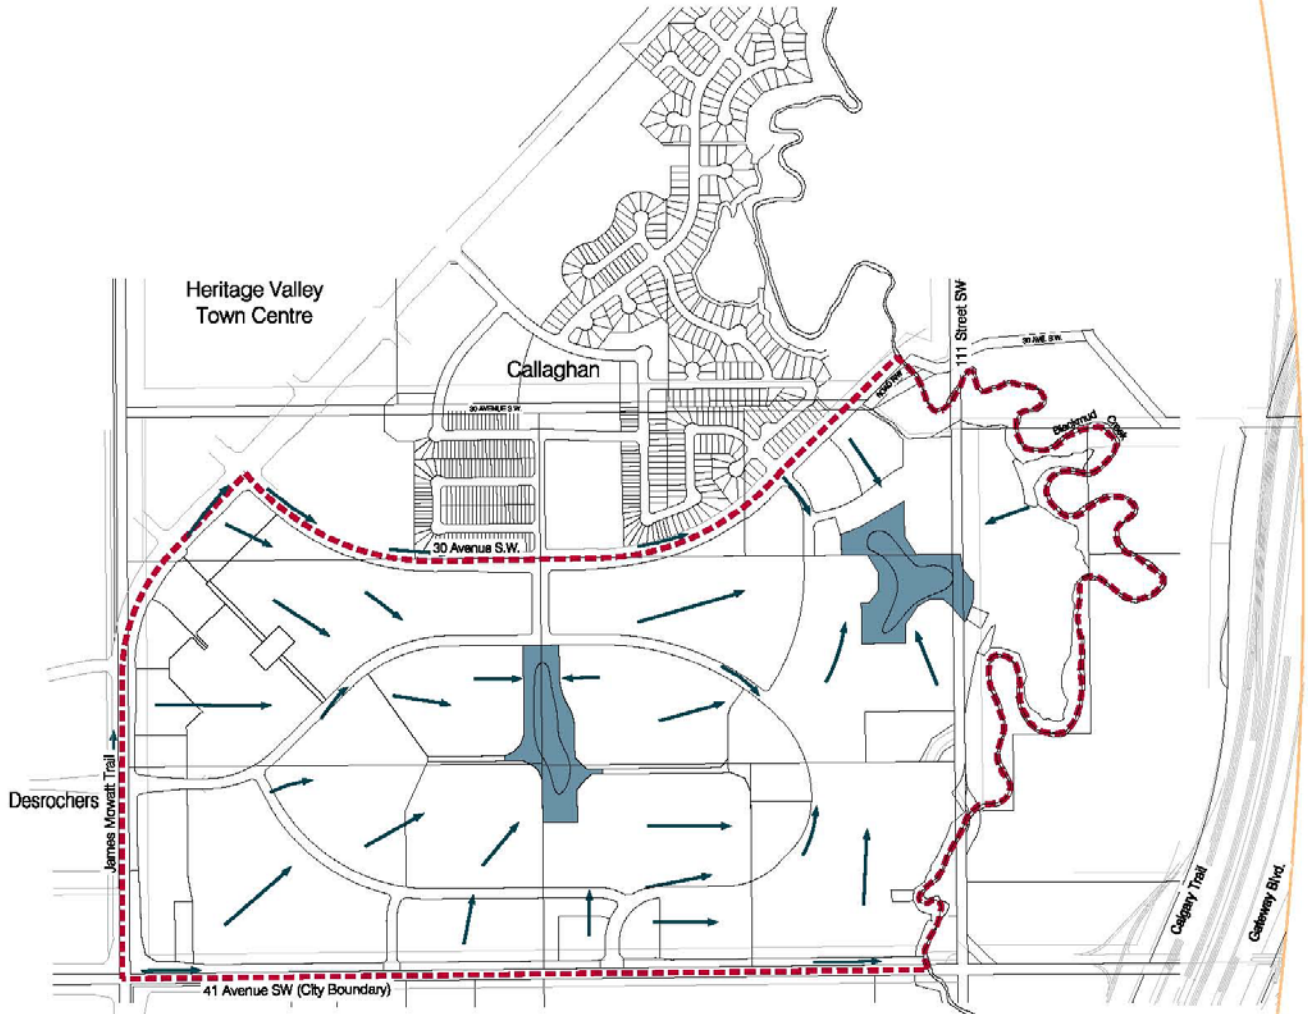 Heritage Valley
Town Centre
111 Street SW
30 AVE S.W.
Callaghan
30 AVENUE S.W.
Blackmud
Creek
30 Avenue S.W.
James Mowatt Trail
Desrochers
Calgary Trail
Gateway Blvd.
41 Avenue SW (City Boundary)